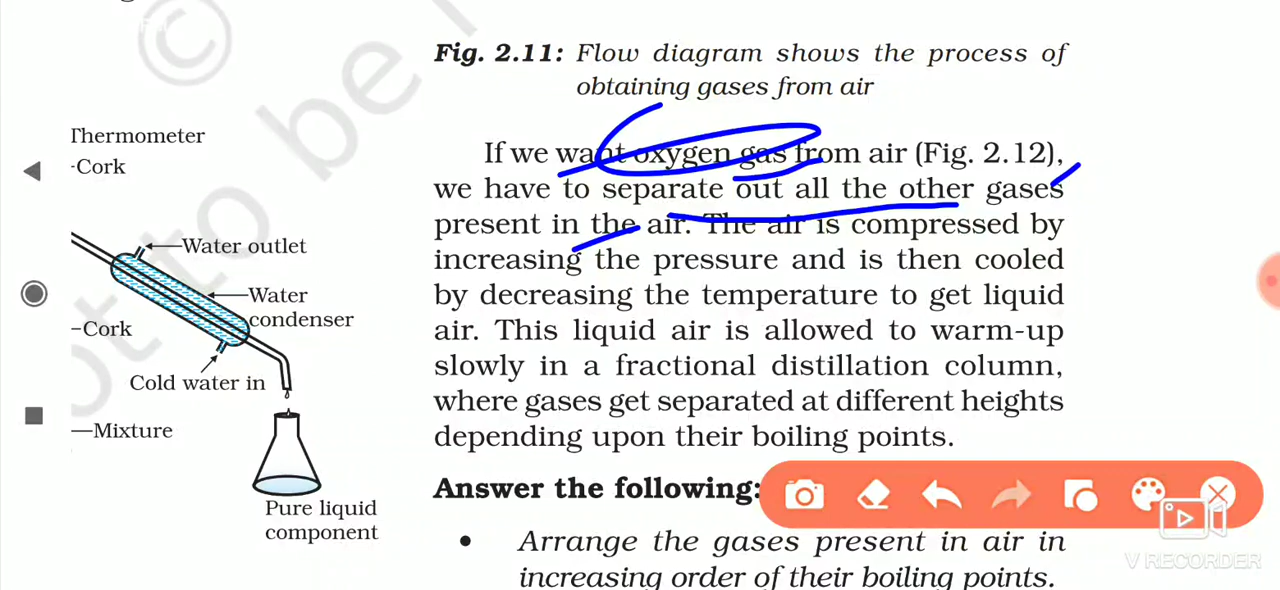 Fig. 2.11: Flow diagram shows the process of
obtaining gases from air
Thermometer
-Cork
Water outlet
Water
condenser
-Cork
Cold water in
—Mixture
Pure liquid
component
If we want oxygen gas from air (Fig. 2.12),
we have to separate out all the other gases
present in the air. The air is compressed by
increasing the pressure and is then cooled
by decreasing the temperature to get liquid
air. This liquid air is allowed to warm-up
slowly in a fractional distillation column,
where gases get separated at different heights
depending upon their boiling points.
Answer the following:
• Arrange the gases present in air in
increasing order of their boiling points.
©
ot to be
V RECORDER